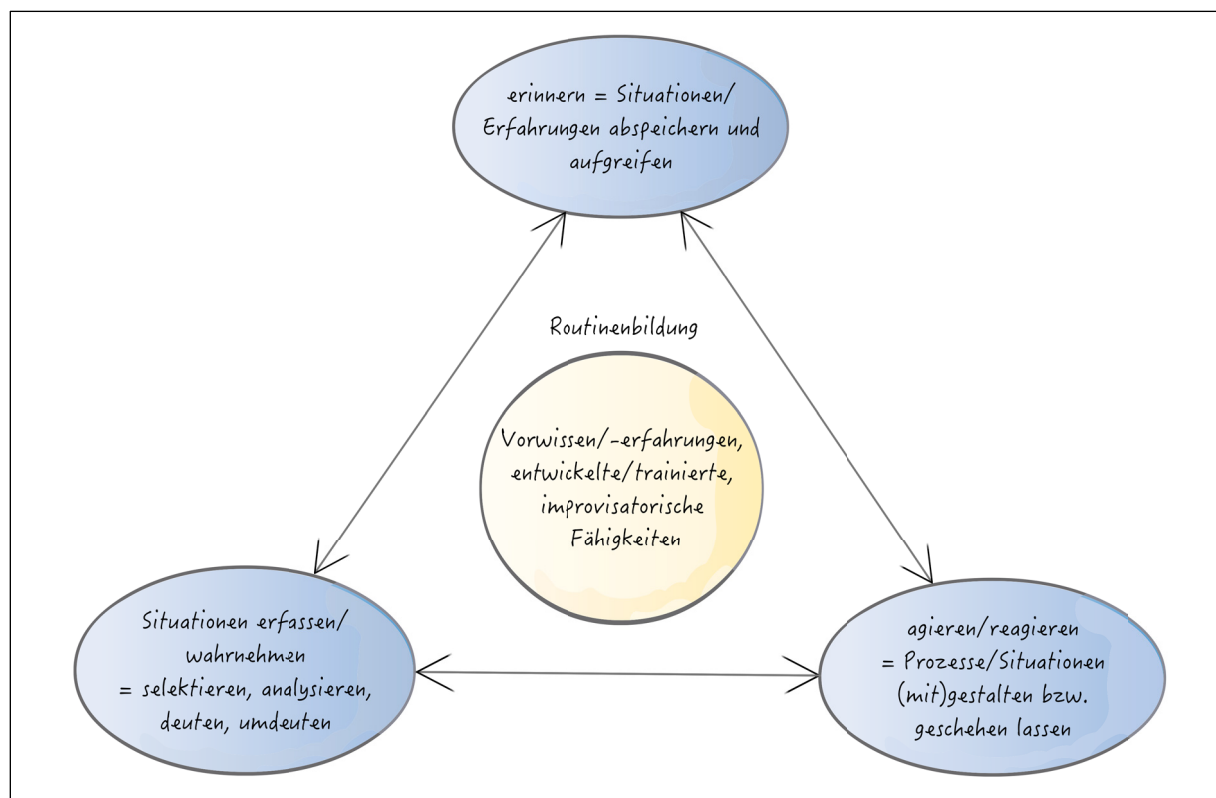 erinnern = Situationen/
Erfahrungen abspeichern und
aufgreifen
Routinenbildung
Vorwissen/-erfahrungen,
entwickelte/trainierte,
improvisatorische
Fähigkeiten
Situationen erfassen/
wahrnehmen
= selektieren, analysieren,
deuten, umdeuten
agieren/reagieren
= Prozesse/Situationen
(mit)gestalten bzw.
geschehen lassen